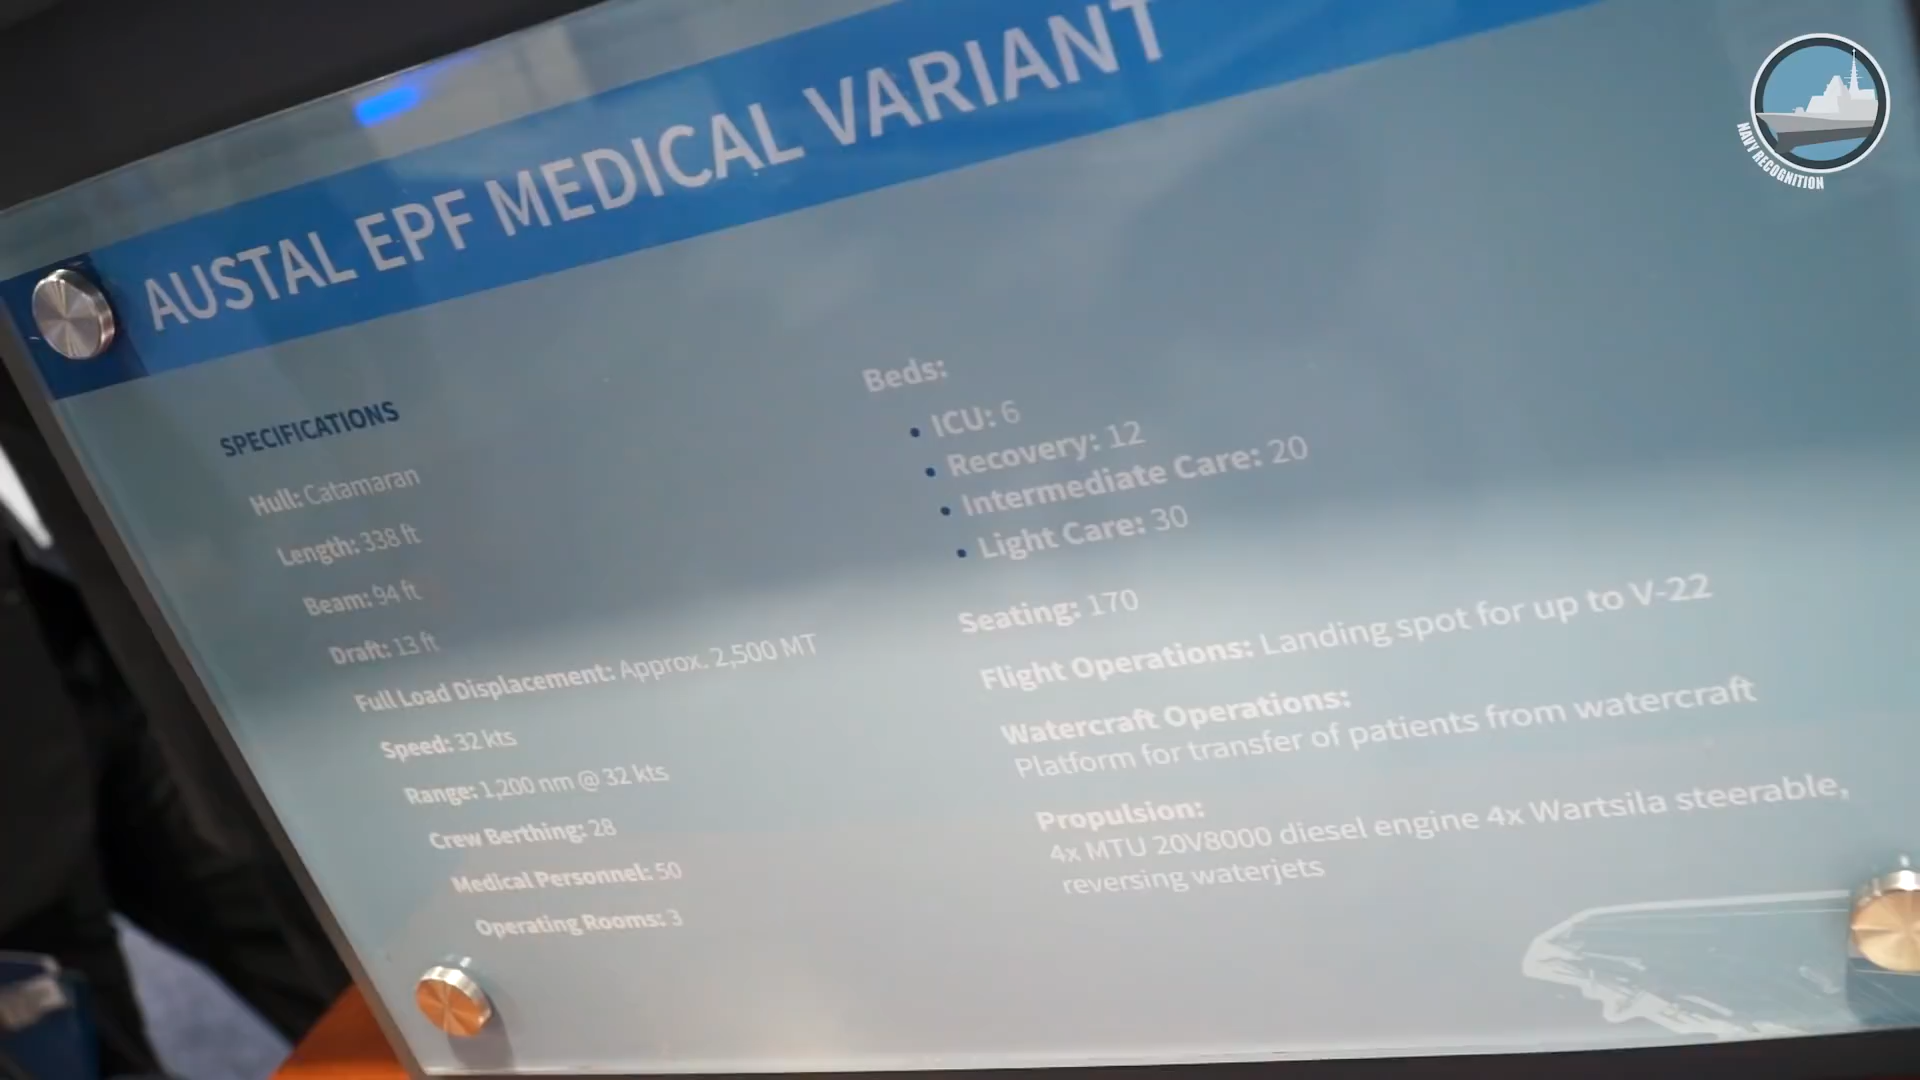 AUSTAL EPF MEDICAL VARIANT
SPECIFICATIONS
Hull: Catamaran
Length: 338 ft
Beam: 94 ft
Draft: 13 ft
Full Load Displacement: Approx. 2,500 MT
Speed: 32 kts
Range: 1,200 nm @ 32 kts
Crew Berthing: 28
Medical Personnel: 50
Operating Rooms: 3
Beds:
• ICU: 6
• Recovery: 12
• Intermediate Care: 20
• Light Care: 30
Seating: 170
Flight Operations: Landing spot for up to V-22
Watercraft Operations:
Platform for transfer of patients from watercraft
Propulsion:
4x MTU 20V8000 diesel engine 4x Wartsila steerable,
reversing waterjets
NAVY RECOGNITION